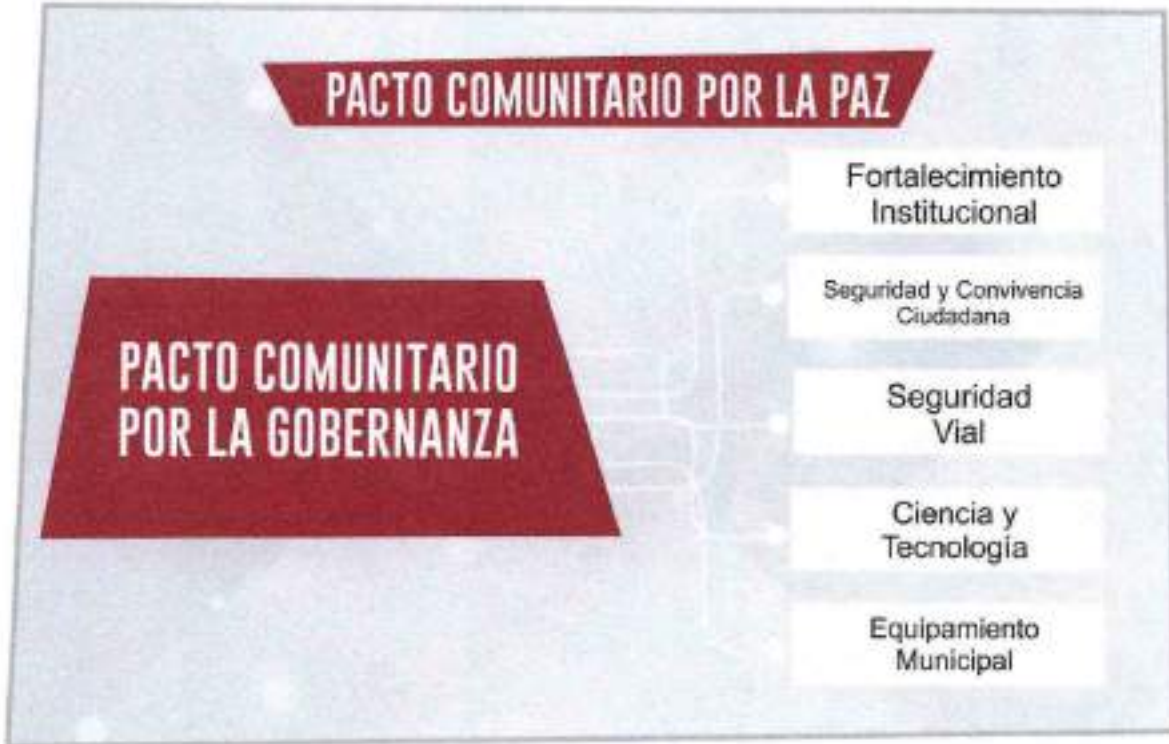 PACTO COMUNITARIO POR LA PAZ
PACTO COMUNITARIO
POR LA GOBERNANZA
Fortalecimiento
Institucional
Seguridad y Convivencia
Ciudadana
Seguridad
Vial
Ciencia y
Tecnología
Equipamiento
Municipal